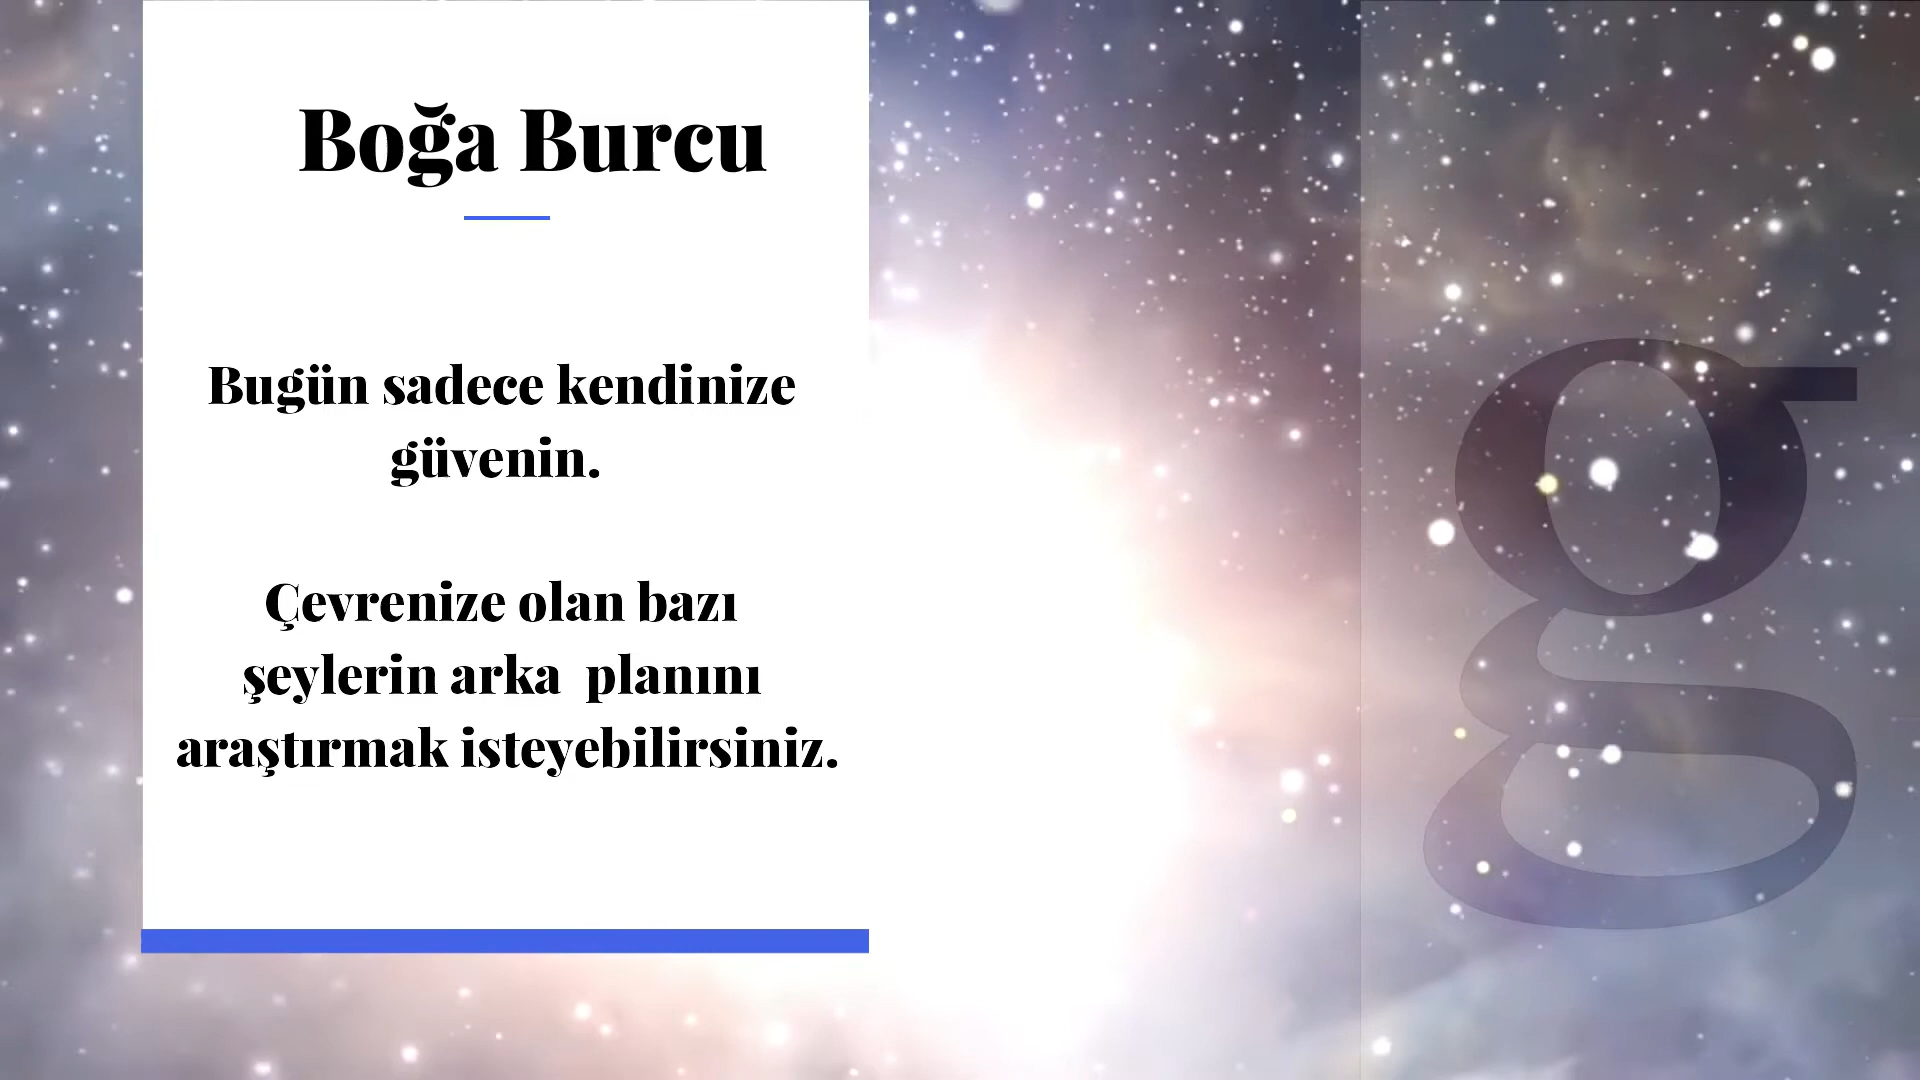 Boğa Burcu
Bugün sadece kendinize
güvenin.
Çevrenize olan bazı
şeylerin arka  planını
araştırmak isteyebilirsiniz.
g